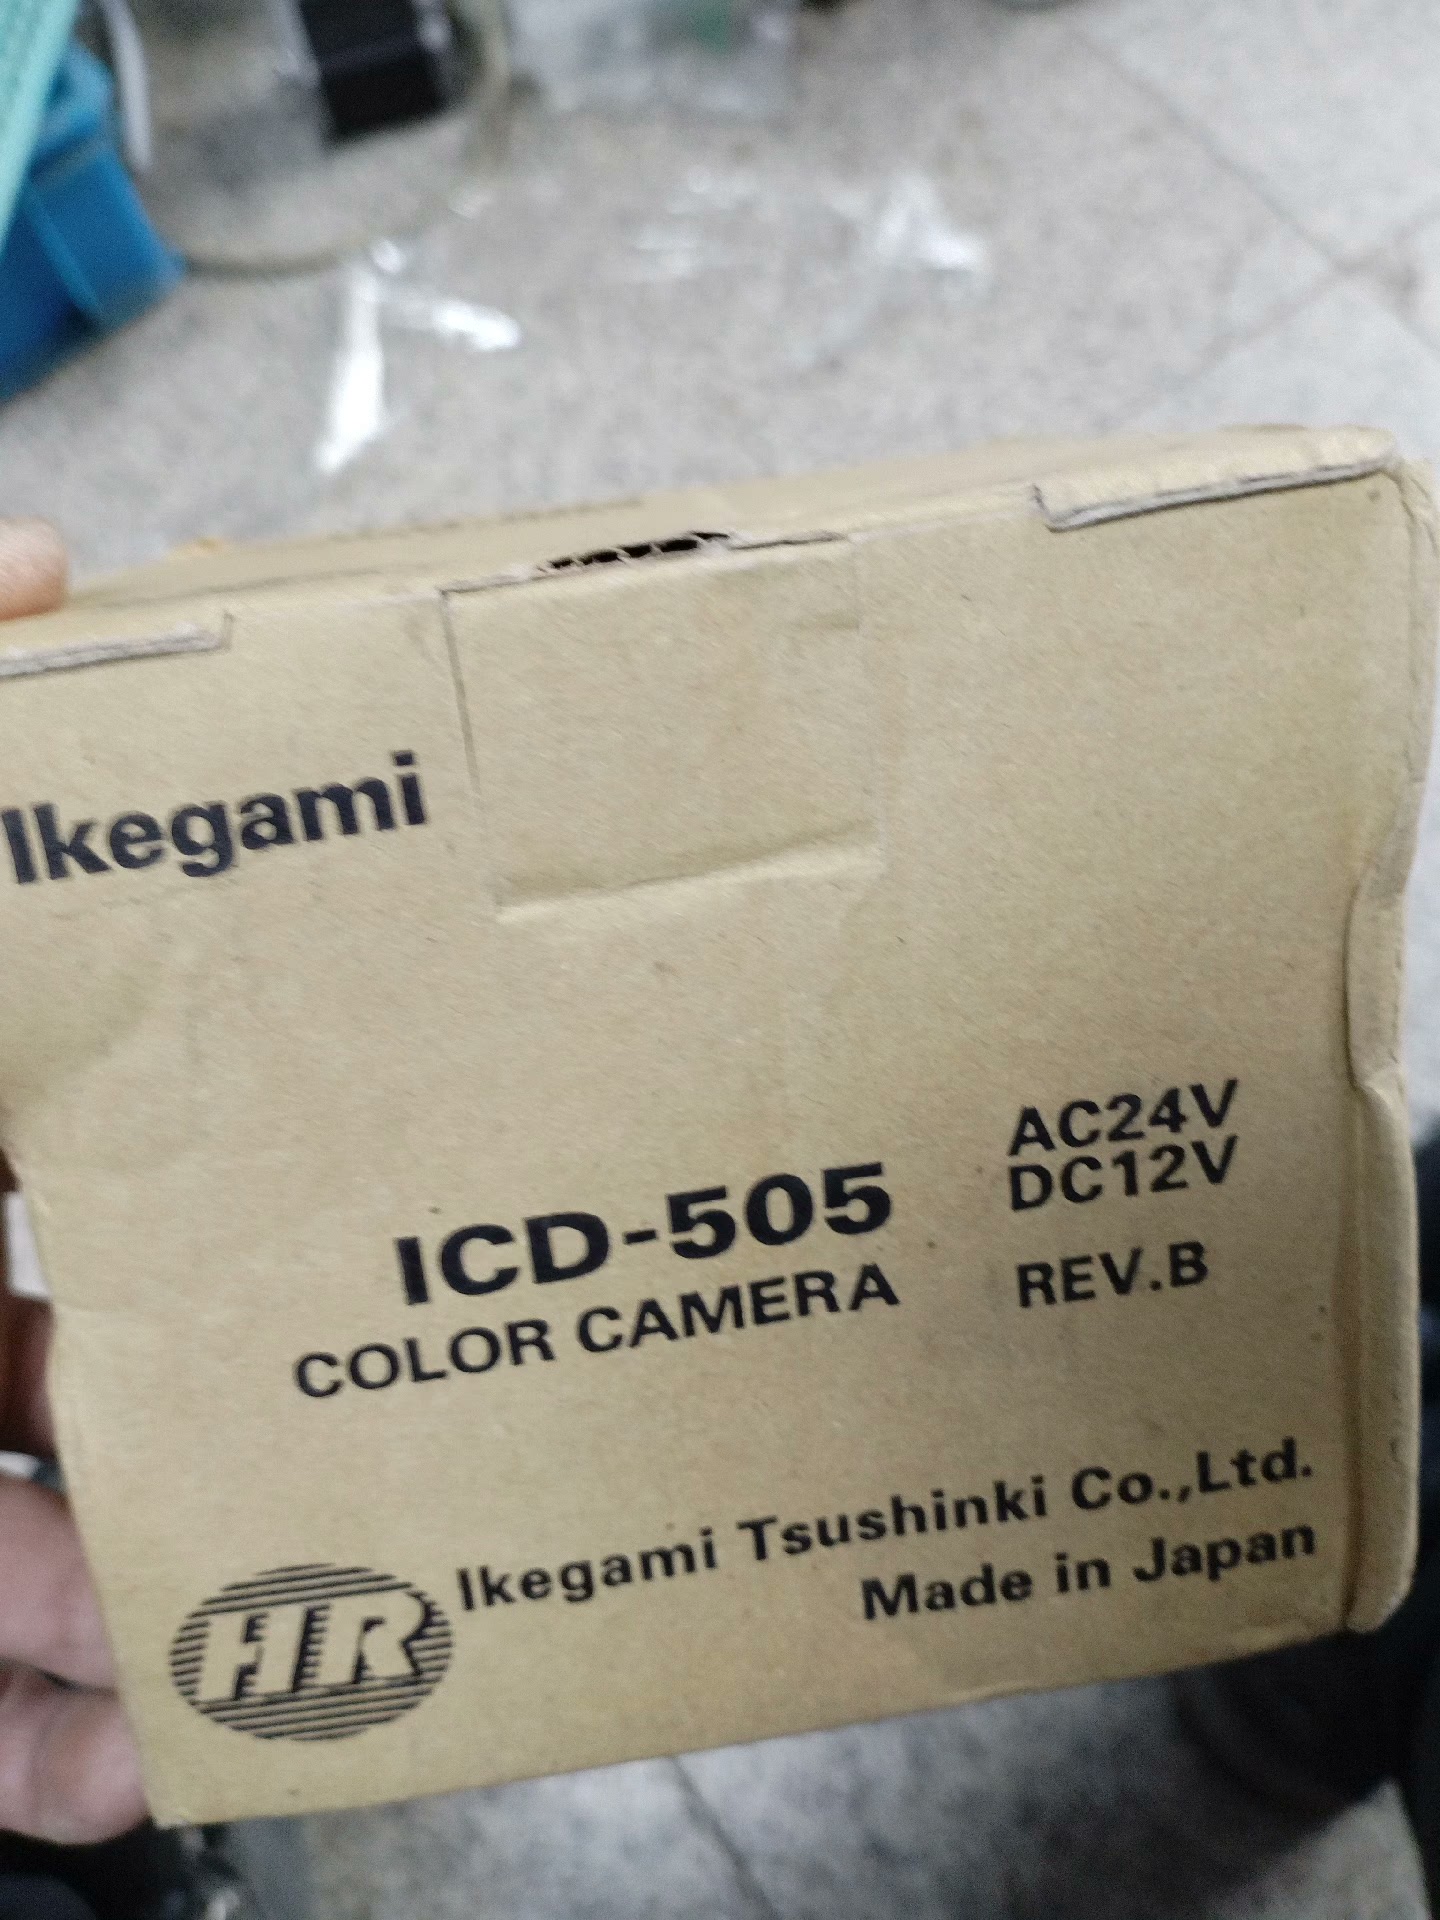 Ikegami
ICD-505
COLOR CAMERA
AC24V
DC12V
REV.B
HR
Ikegami Tsushinki Co.,Ltd.
Made in Japan